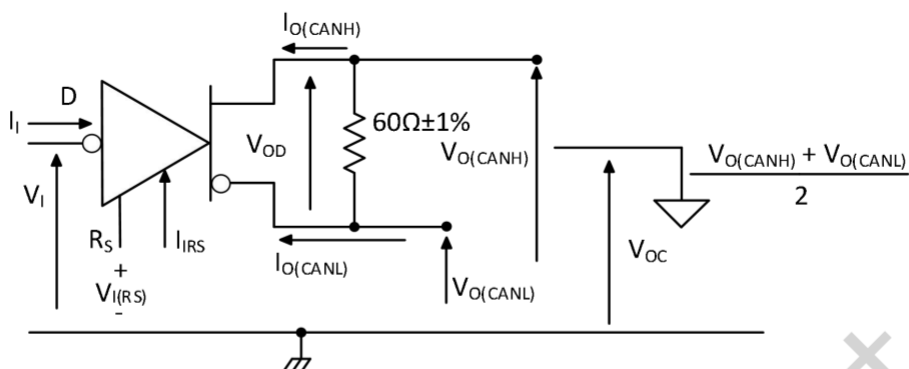 I_O(CANH)
D
I_I
60Ω±1%
V_OD
V_O(CANH)
V_O(CANH) + V_O(CANL)
2
V_I
R_S
I_IRS
V_OC
+
V_I(RS)
-
I_O(CANL)
V_O(CANL)